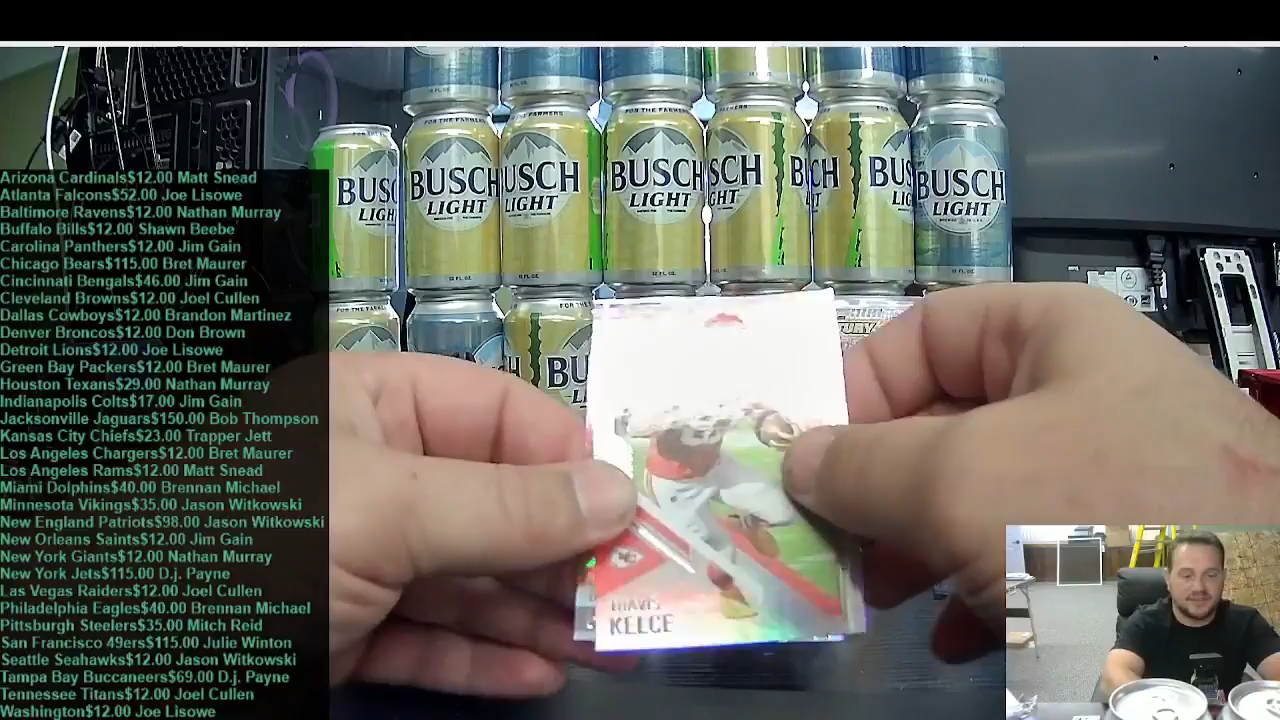 Arizona Cardinals$12.00 Matt Snead
Atlanta Falcons$52.00 Joe Lisowe
Baltimore Ravens$12.00 Nathan Murray
Buffalo Bills$12.00 Shawn Beebe
Carolina Panthers$12.00 Jim Gain
Chicago Bears$115.00 Bret Maurer
Cincinnati Bengals$46.00 Jim Gain
Cleveland Browns$12.00 Joel Cullen
Dallas Cowboys$12.00 Brandon Martinez
Denver Broncos$12.00 Don Brown
Detroit Lions$12.00 Joe Lisowe
Green Bay Packers$12.00 Bret Maurer
Houston Texans$29.00 Nathan Murray
Indianapolis Colts$17.00 Jim Gain
Jacksonville Jaguars$150.00 Bob Thompson
Kansas City Chiefs$23.00 Trapper Jett
Los Angeles Chargers$12.00 Bret Maurer
Los Angeles Rams$12.00 Matt Snead
Miami Dolphins$40.00 Brennan Michael
Minnesota Vikings$35.00 Jason Witkowski
New England Patriots$98.00 Jason Witkowski
New Orleans Saints$12.00 Jim Gain
New York Giants$12.00 Nathan Murray
New York Jets$115.00 D.j. Payne
Las Vegas Raiders$12.00 Joel Cullen
Philadelphia Eagles$40.00 Brennan Michael
Pittsburgh Steelers$35.00 Mitch Reid
San Francisco 49ers$115.00 Julie Winton
Seattle Seahawks$12.00 Jason Witkowski
Tampa Bay Buccaneers$69.00 D.j. Payne
Tennessee Titans$12.00 Joel Cullen
Washington$12.00 Joe Lisowe
FOR THE FARMERS
BUSC
LIGHT
BUSCH
LIGHT
USCH
LIGHT
BUSCH
LIGHT
SCH
LIGHT
BUSCH
LIGHT
BU
TRAVIS
KELCE